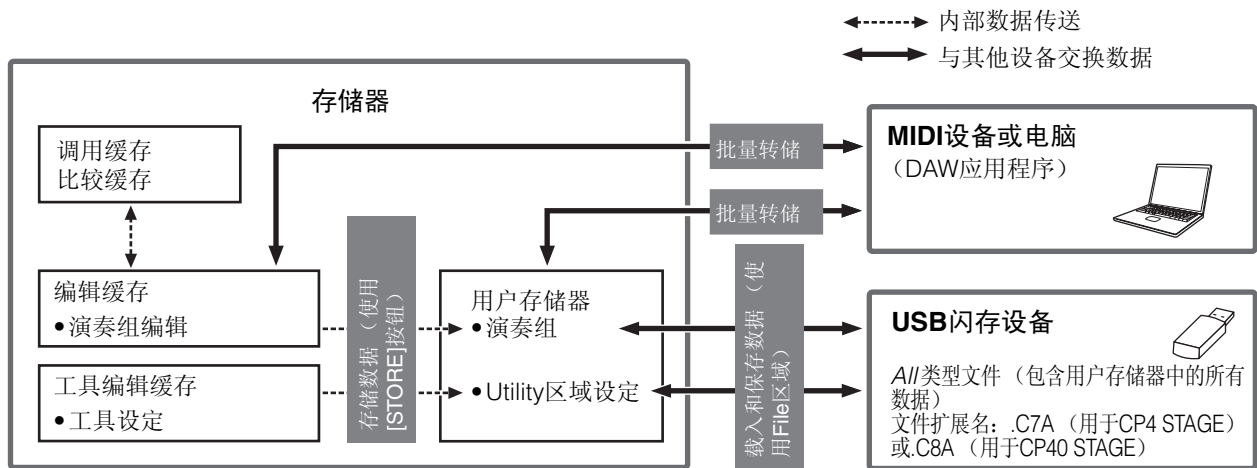 内部数据传送
与其他设备交换数据
存储器
调用缓存
比较缓存
编辑缓存
•演奏组编辑
工具编辑缓存
•工具设定
存储数据（使用
[STORE]按钮）
用户存储器
•演奏组
•Utility区域设定
批量转储
批量转储
载入和保存数据（使
用File区域）
MIDI设备或电脑
（DAW应用程序）
USB闪存设备
All类型文件（包含用户存储器中的所有
数据）
文件扩展名：.C7A（用于CP4 STAGE）
或.C8A（用于CP40 STAGE）